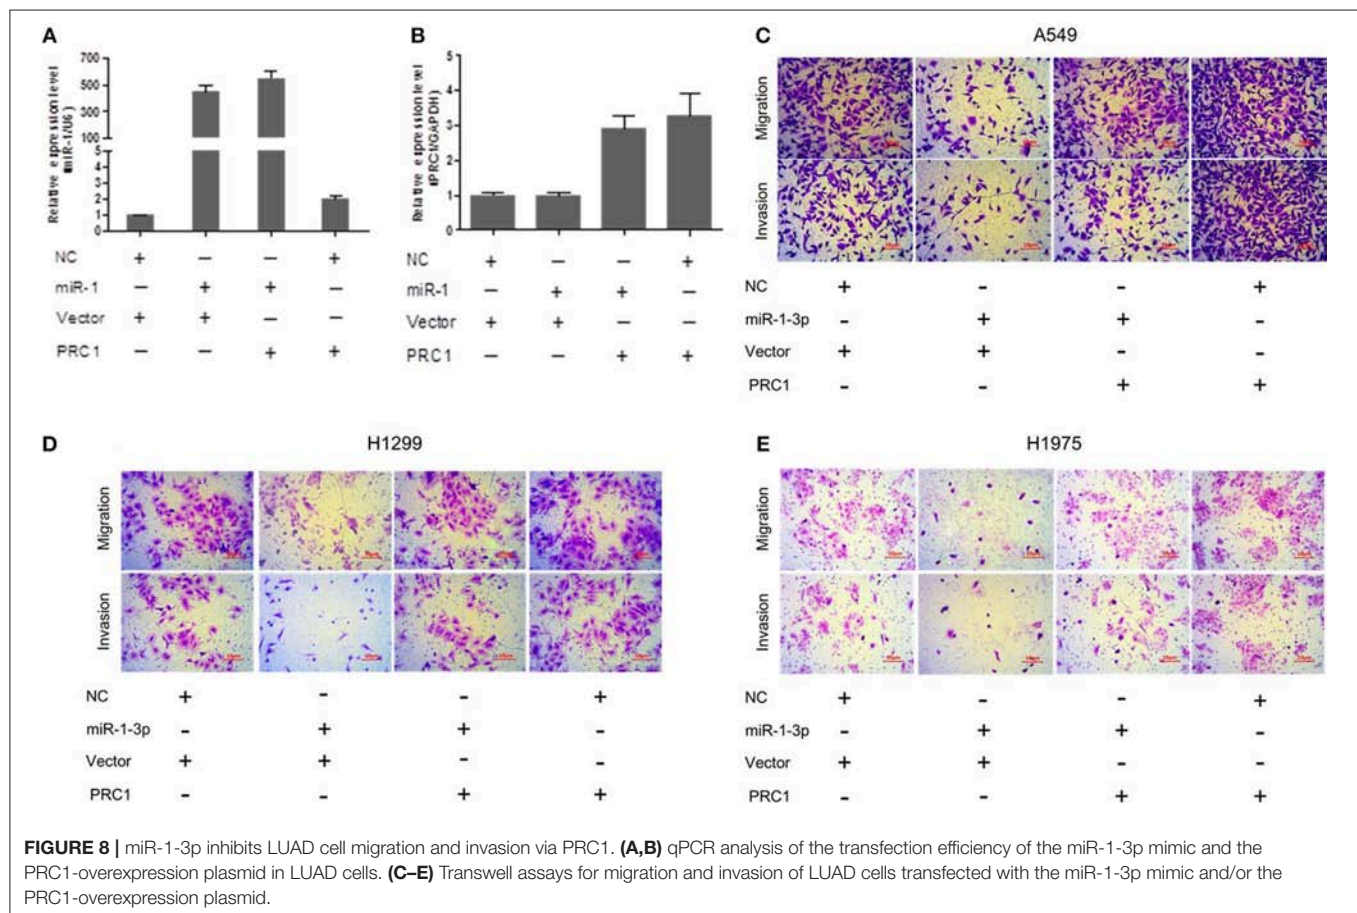 A
Relative expression level
(miR-1/U6)
700
500
300
100
5
4
3
2
1
0
NC + − − +
miR-1 − + + −
Vector + + − −
PRC1 − − + +
B
Relative expression level
(PRC1/GAPDH)
5
4
3
2
1
0
NC + − − +
miR-1 − + + −
Vector + + − −
PRC1 − − + +
C
A549
Migration
Invasion
NC + - - +
miR-1-3p - + + -
Vector + + - -
PRC1 - - + +
D
H1299
Migration
Invasion
NC + - - +
miR-1-3p - + + -
Vector + + - -
PRC1 - - + +
E
H1975
Migration
Invasion
NC + - - +
miR-1-3p - + + -
Vector + + - -
PRC1 - - + +
FIGURE 8 | miR-1-3p inhibits LUAD cell migration and invasion via PRC1. (A,B) qPCR analysis of the transfection efficiency of the miR-1-3p mimic and the
PRC1-overexpression plasmid in LUAD cells. (C–E) Transwell assays for migration and invasion of LUAD cells transfected with the miR-1-3p mimic and/or the
PRC1-overexpression plasmid.